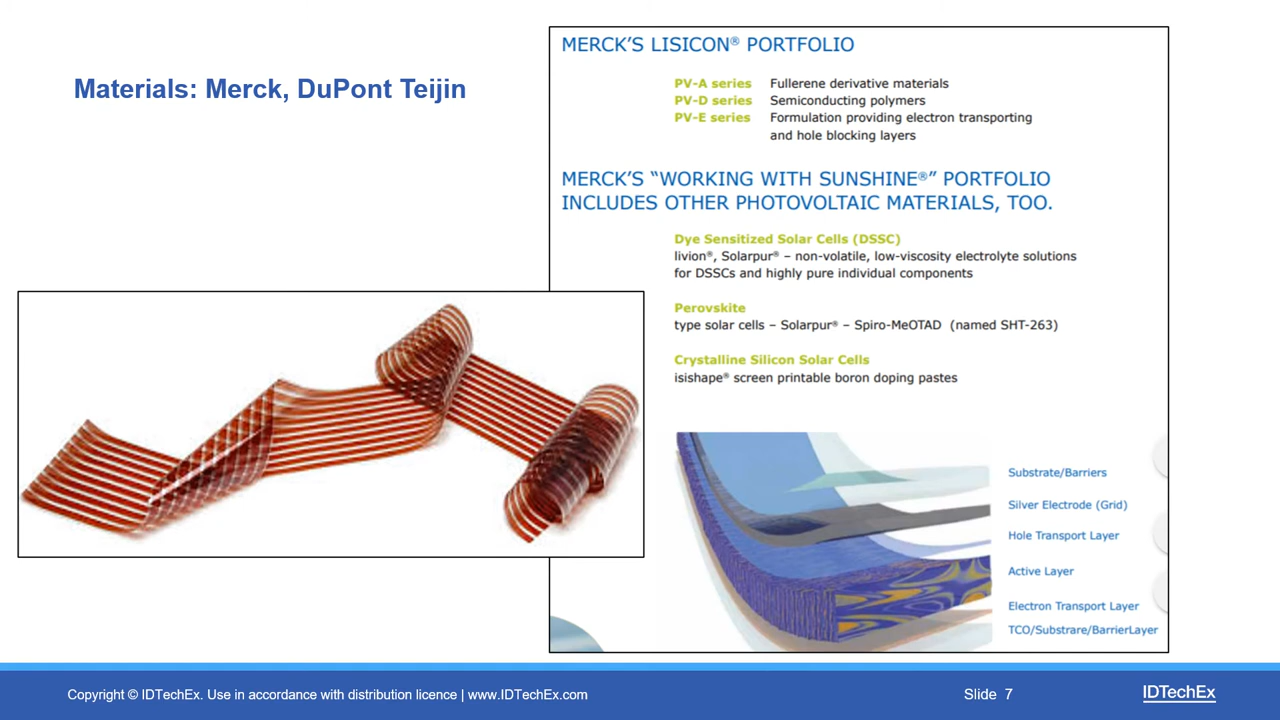 Materials: Merck, DuPont Teijin
MERCK'S LISICON® PORTFOLIO
PV-A series Fullerene derivative materials
PV-D series Semiconducting polymers
PV-E series Formulation providing electron transporting
and hole blocking layers
MERCK'S “WORKING WITH SUNSHINE®” PORTFOLIO
INCLUDES OTHER PHOTOVOLTAIC MATERIALS, TOO.
Dye Sensitized Solar Cells (DSSC)
livion®, Solarpur® – non-volatile, low-viscosity electrolyte solutions
for DSSCs and highly pure individual components
Perovskite
type solar cells – Solarpur® – Spiro-MeOTAD (named SHT-263)
Crystalline Silicon Solar Cells
isishape® screen printable boron doping pastes
Substrate/Barriers
Silver Electrode (Grid)
Hole Transport Layer
Active Layer
Electron Transport Layer
TCO/Substrare/BarrierLayer
Copyright © IDTechEx. Use in accordance with distribution licence | www.IDTechEx.com
Slide 7
IDTechEx